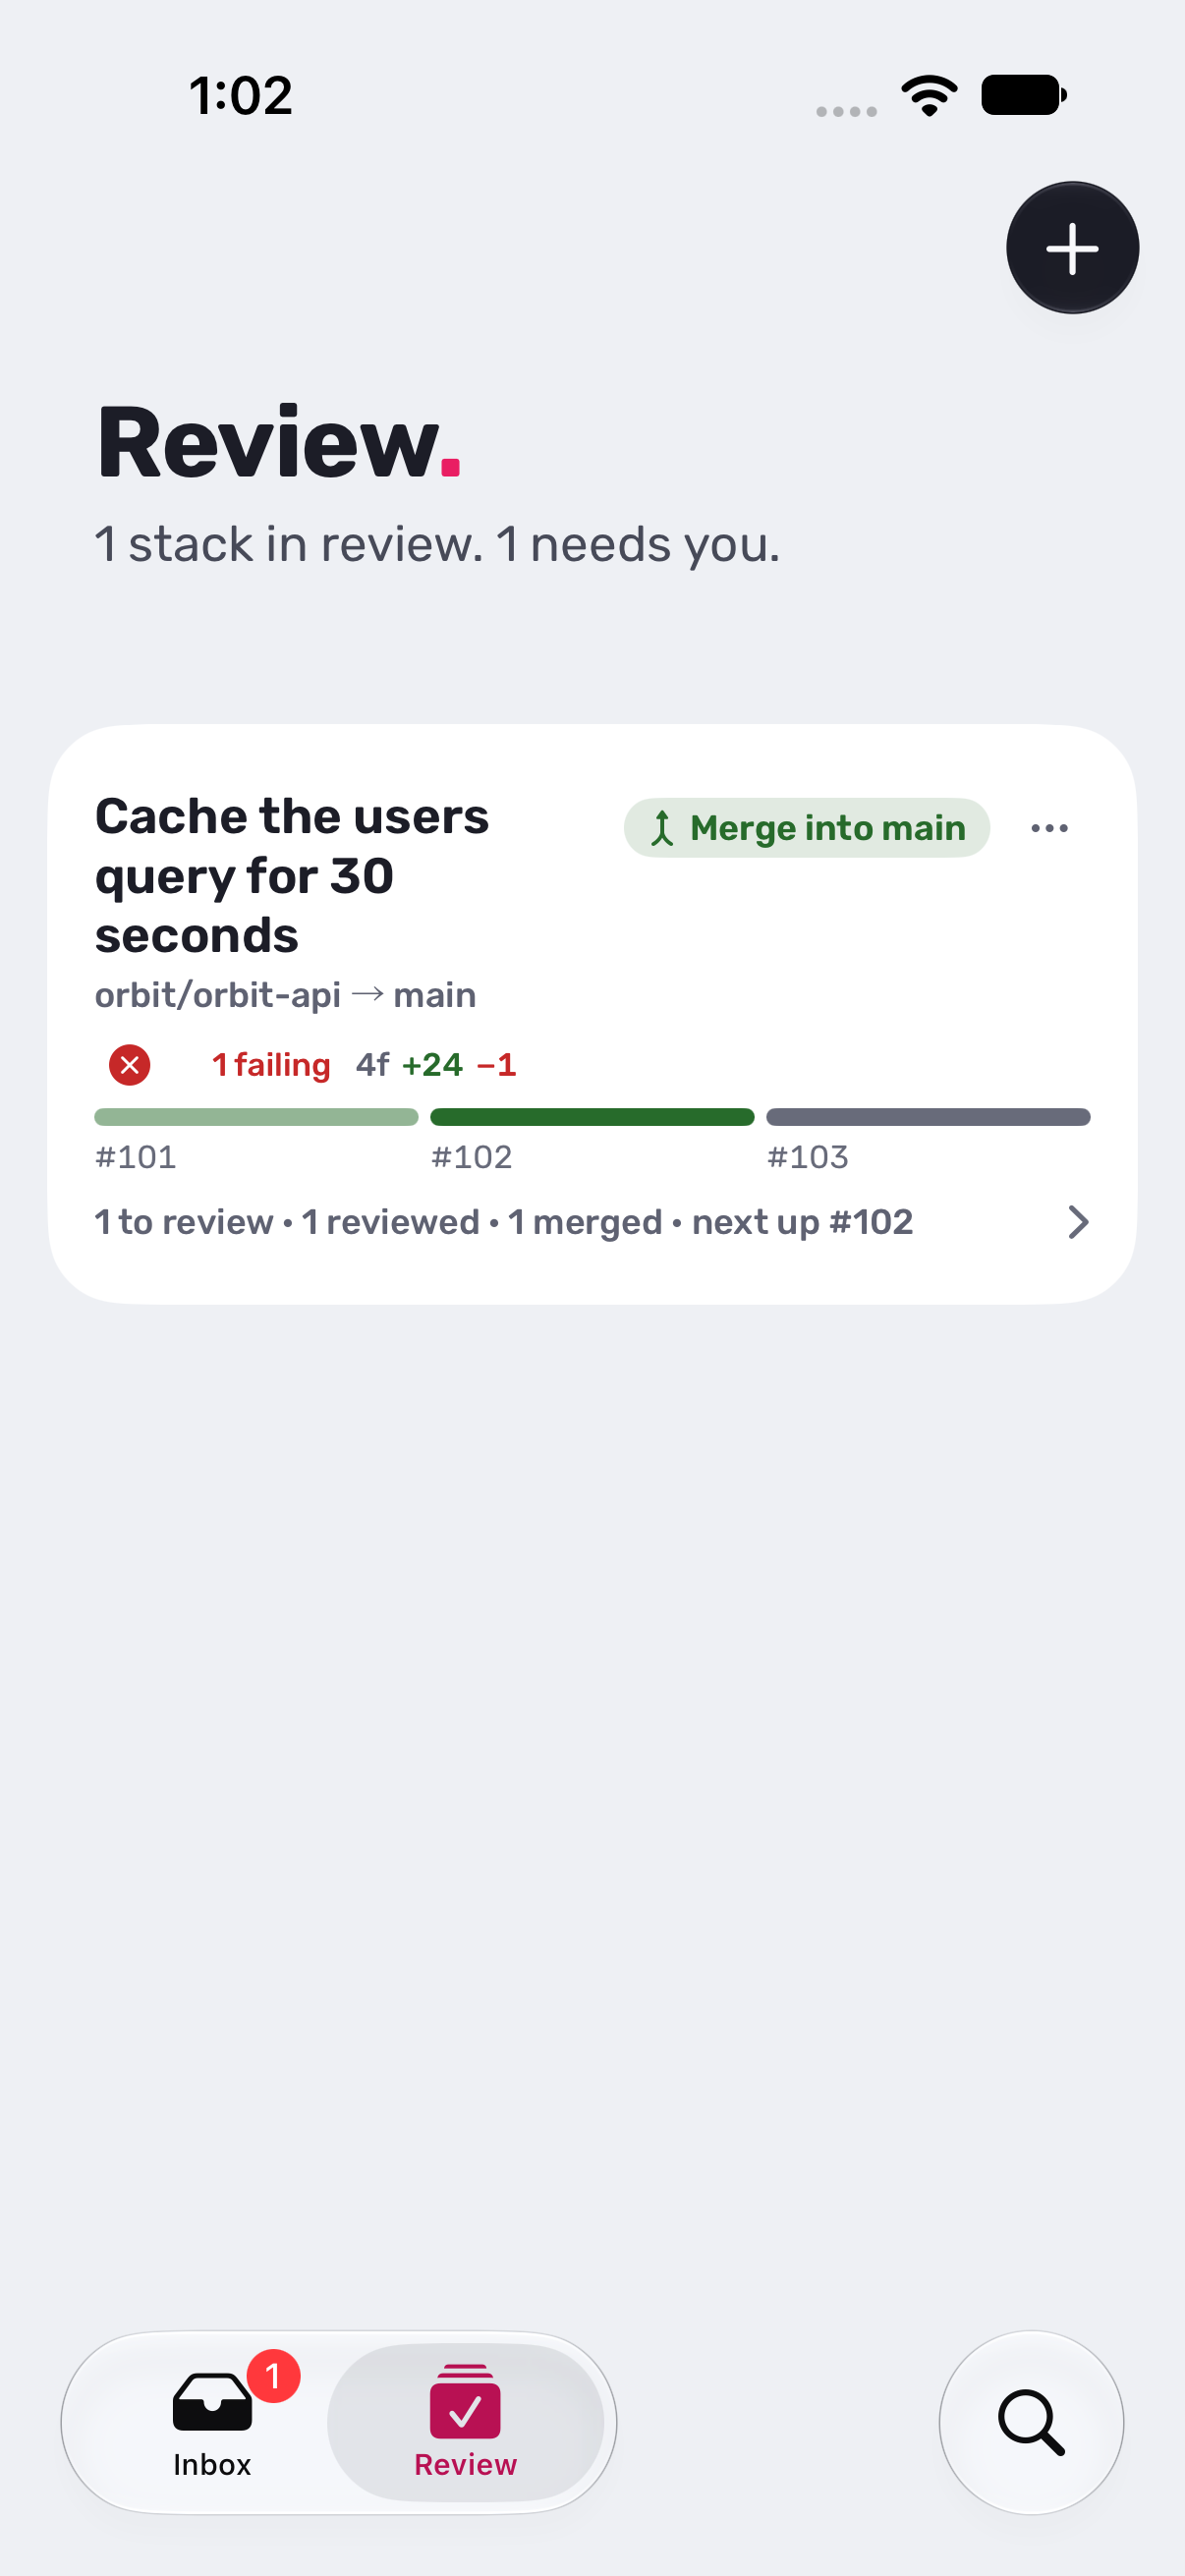 1:02
Review.
1 stack in review. 1 needs you.
Cache the users
query for 30
seconds
Merge into main
orbit/orbit-api → main
1 failing 4f +24 −1
#101 #102 #103
1 to review • 1 reviewed • 1 merged • next up #102
1
Inbox
Review